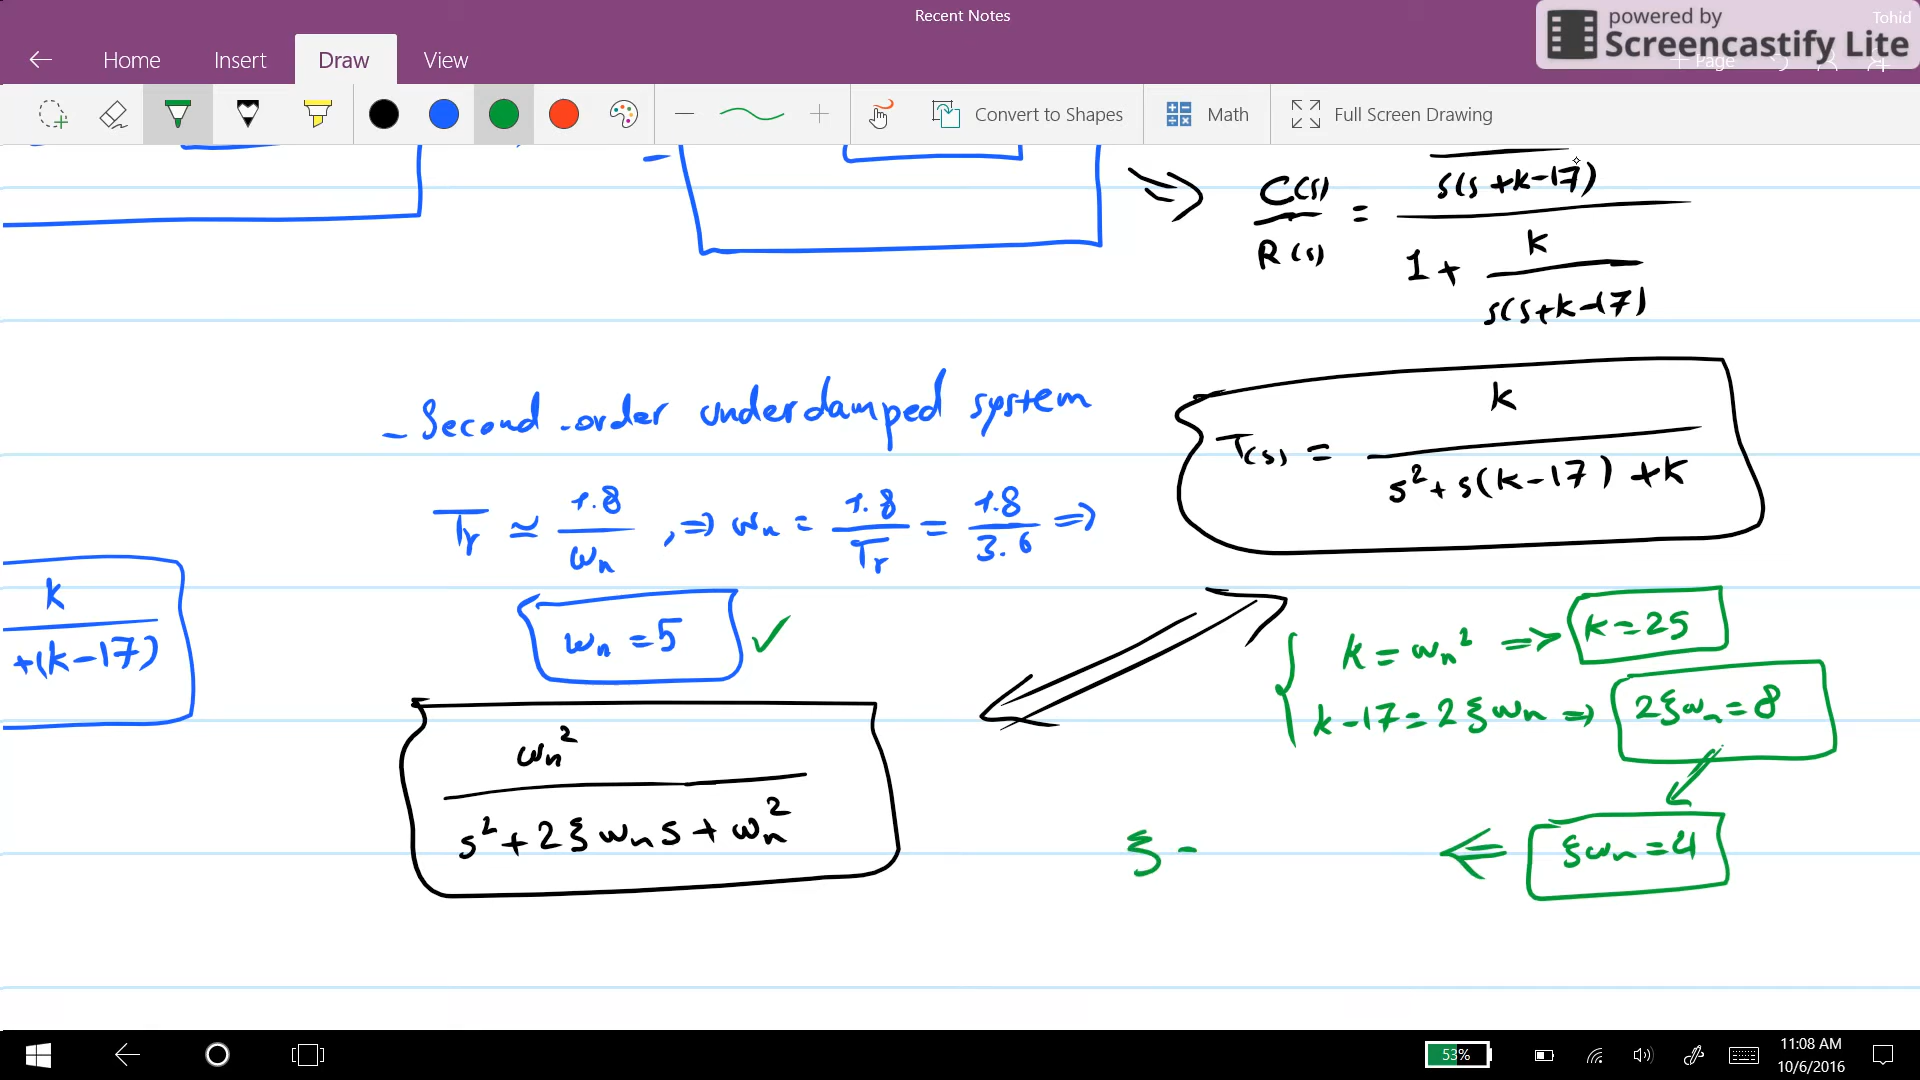 Recent Notes
Tohid
powered by
Screencastify Lite
Home Insert Draw View
+ Page
Convert to Shapes Math Full Screen Drawing
C(s)/R(s) = (‾/s(s+k-17)) / (1 + k/s(s+k-17))
- Second-order underdamped system
T(s) = k / (s²+s(k-17)+k)
Tr ≃ 1.8/ωn , ⇒ ωn = 1.8/Tr = 1.8/3.6 ⇒
k / +(k-17)
ωn = 5 ✓
k = ωn² ⇒ k=25
k-17 = 2ξωn ⇒ 2ξωn = 8
ωn² / (s²+2ξωn s+ωn²)
ξ - ⇐ ξωn = 4
53%
11:08 AM
10/6/2016